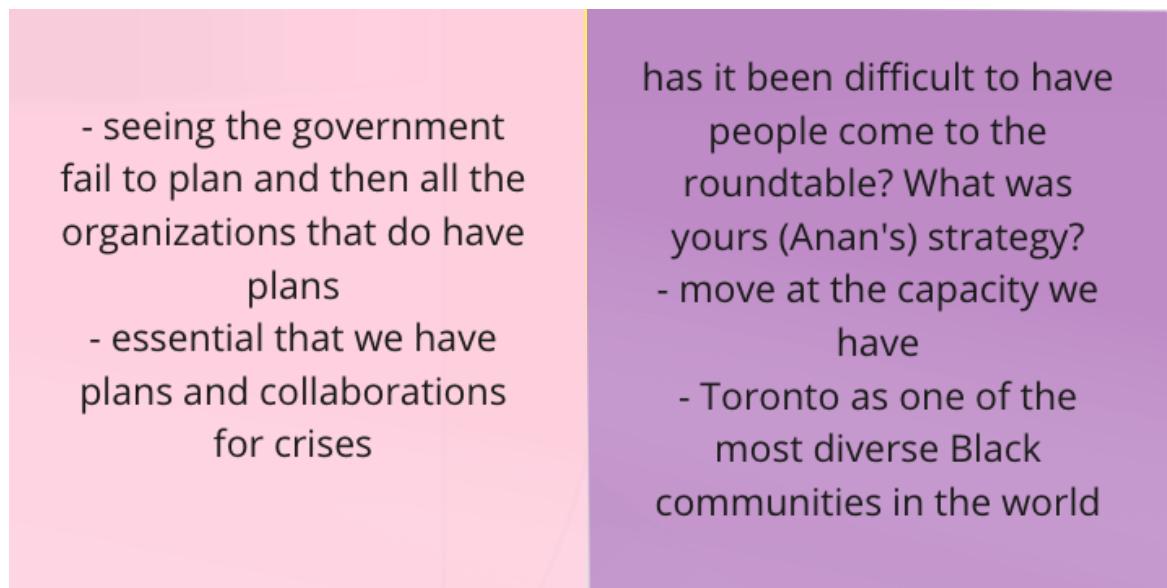 - seeing the government
fail to plan and then all the
organizations that do have
plans
- essential that we have
plans and collaborations
for crises
has it been difficult to have
people come to the
roundtable? What was
yours (Anan's) strategy?
- move at the capacity we
have
- Toronto as one of the
most diverse Black
communities in the world